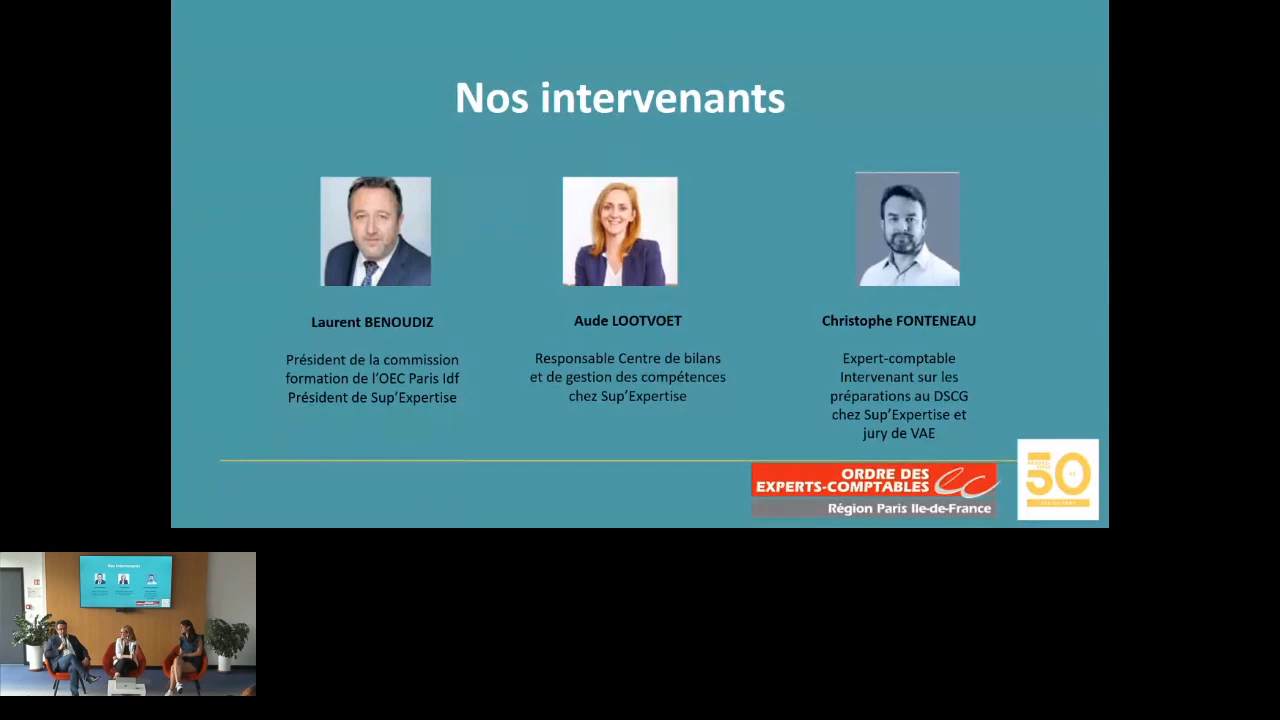 Nos intervenants
Laurent BENOUDIZ
Président de la commission
formation de l'OEC Paris Idf
Président de Sup'Expertise
Aude LOOTVOET
Responsable Centre de bilans
et de gestion des compétences
chez Sup'Expertise
Christophe FONTENEAU
Expert-comptable
Intervenant sur les
préparations au DSCG
chez Sup'Expertise et
jury de VAE
ORDRE DES
EXPERTS-COMPTABLES
ec
Région Paris Ile-de-France
50
Nos intervenants